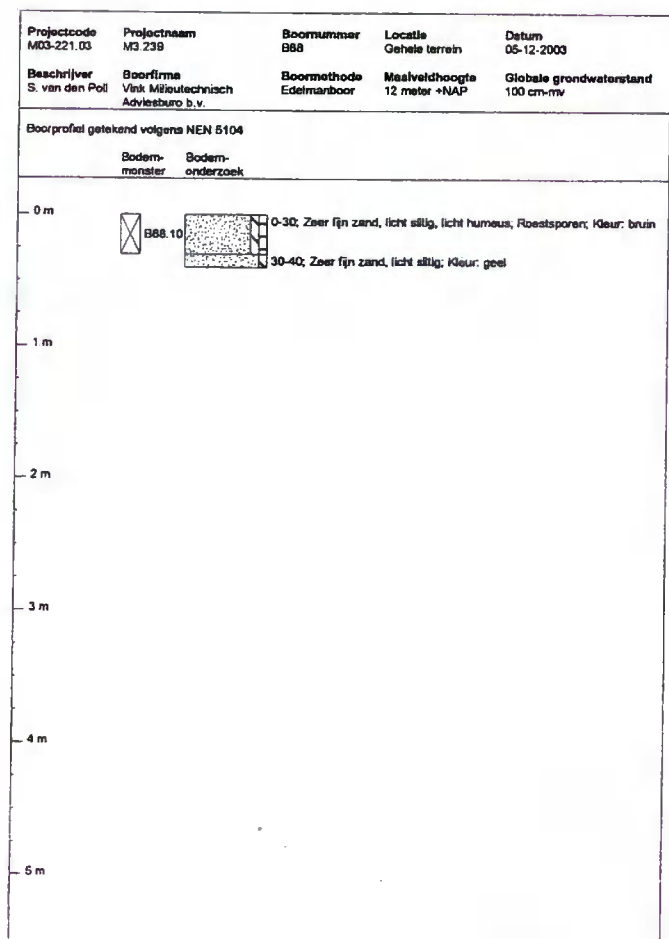 Projectcode Projectnaam Boornummer Locatie Datum
M03-221.03 M3.239 B68 Gehele terrein 05-12-2003
Beschrijver Boorfirma Boormethode Maaiveldhoogte Globale grondwaterstand
S. van den Poll Vink Milieutechnisch Edelmanboor 12 meter +NAP 100 cm-mv
Adviesburo b.v.
Boorprofiel getekend volgens NEN 5104
Bodem- Bodem-
monster onderzoek
0 m
B68.10 0-30; Zeer fijn zand, licht siltig, licht humeus; Roestsporen; Kleur: bruin
30-40; Zeer fijn zand, licht siltig; Kleur: geel
1 m
2 m
3 m
4 m
5 m